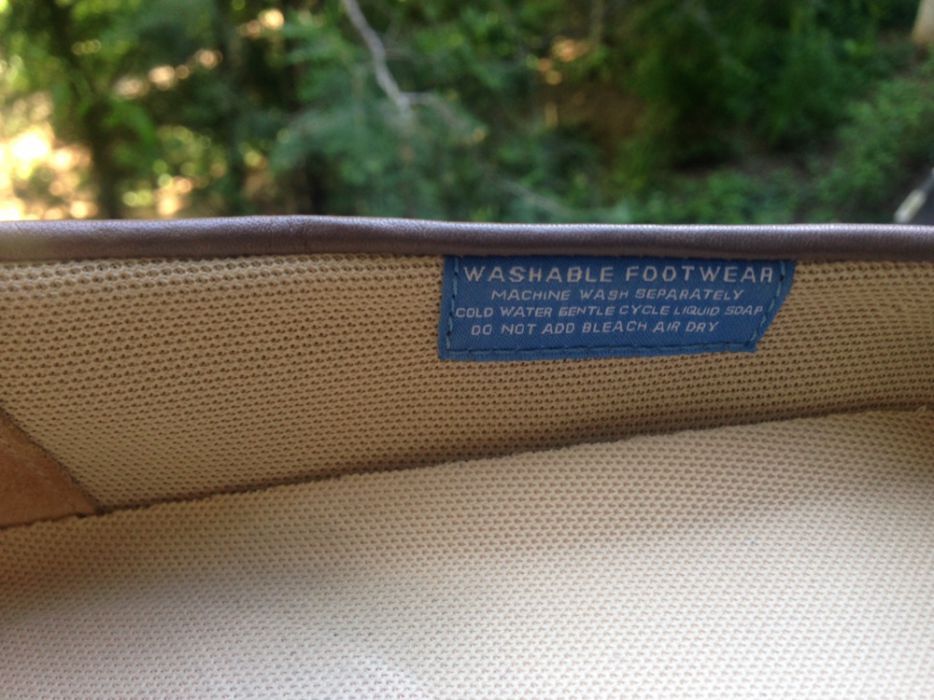 WASHABLE FOOTWEAR
MACHINE WASH SEPARATELY
COLD WATER GENTLE CYCLE LIQUID SOAP
DO NOT ADD BLEACH AIR DRY